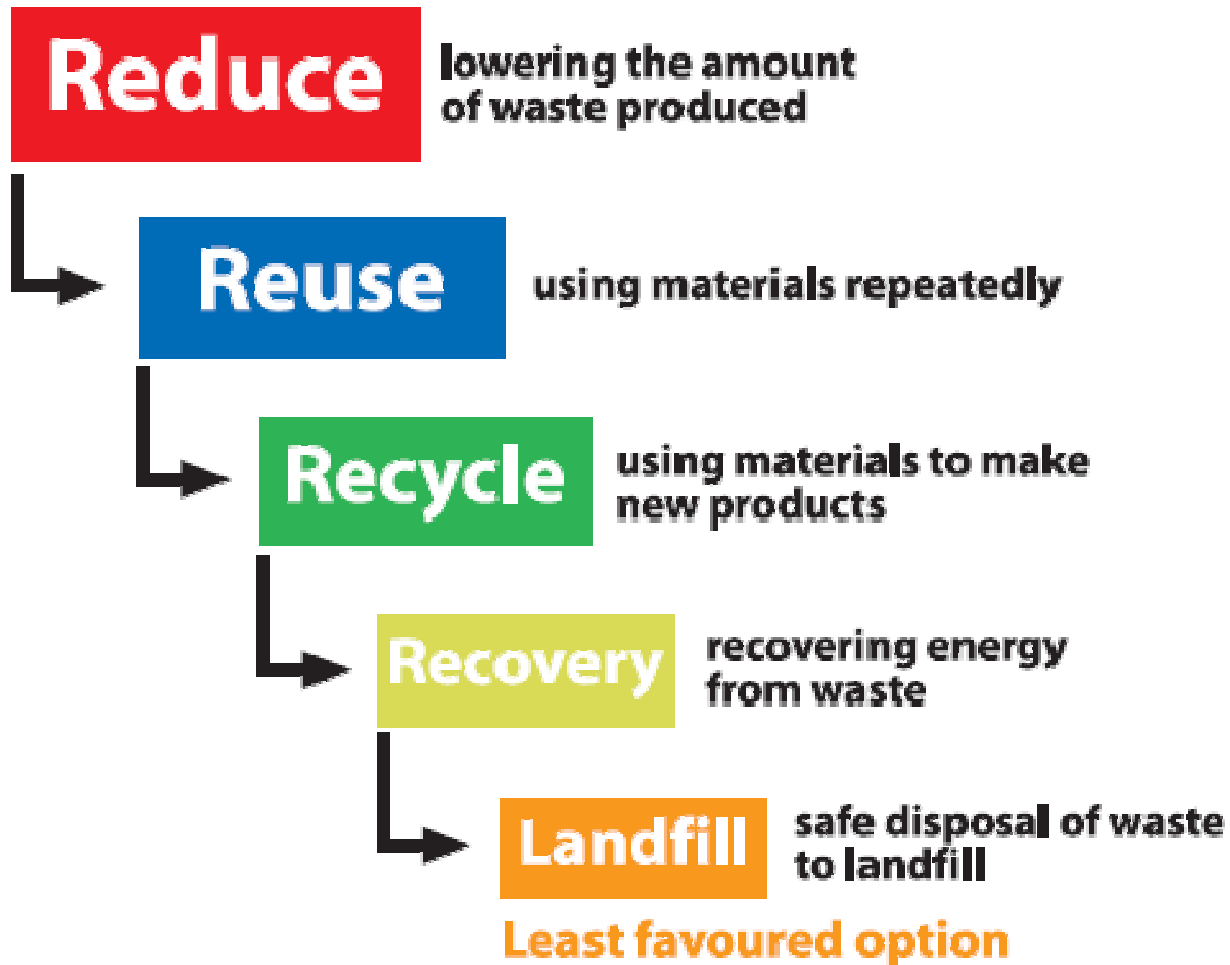 Reduce
lowering the amount
of waste produced
Reuse
using materials repeatedly
Recycle
using materials to make
new products
Recovery
recovering energy
from waste
Landfill
safe disposal of waste
to landfill
Least favoured option